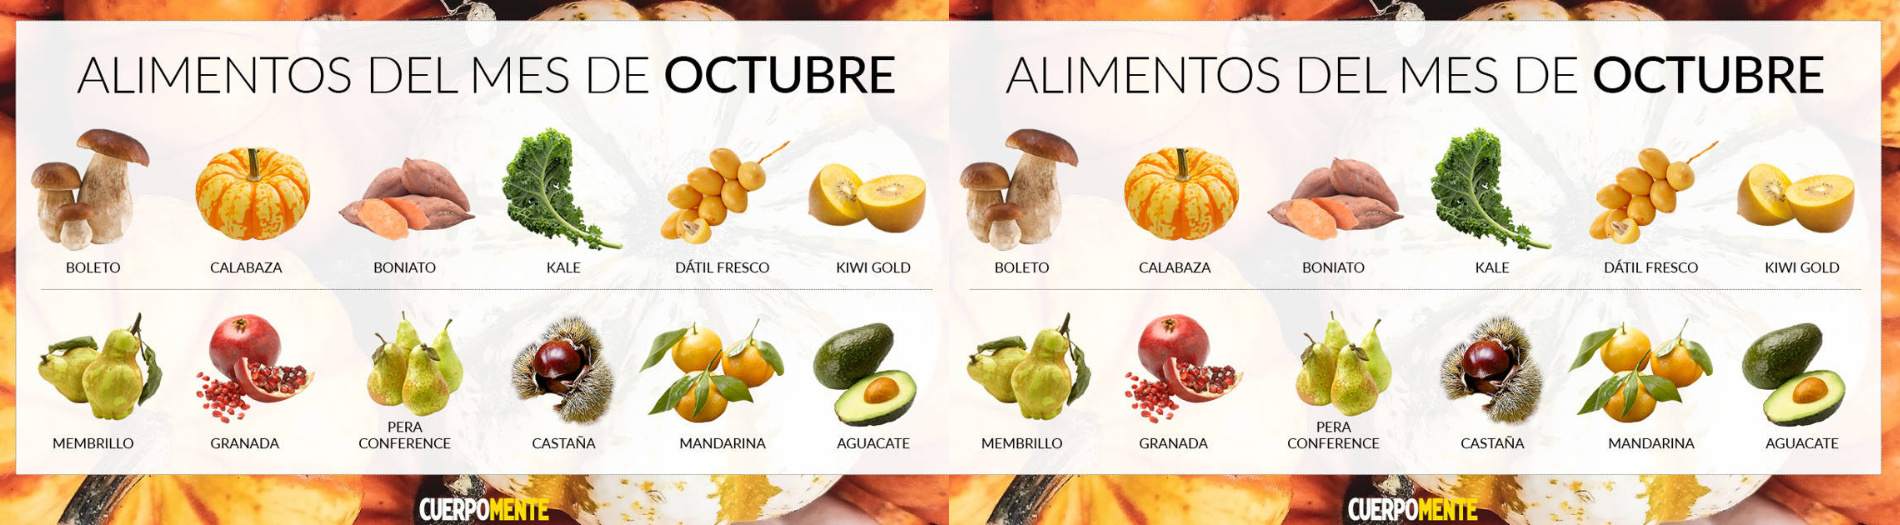 ALIMENTOS DEL MES DE OCTUBRE
BOLETO CALABAZA BONIATO KALE DÁTIL FRESCO KIWI GOLD
MEMBRILLO GRANADA PERA CONFERENCE CASTAÑA MANDARINA AGUACATE
CUERPOMENTE
ALIMENTOS DEL MES DE OCTUBRE
BOLETO CALABAZA BONIATO KALE DÁTIL FRESCO KIWI GOLD
MEMBRILLO GRANADA PERA CONFERENCE CASTAÑA MANDARINA AGUACATE
CUERPOMENTE